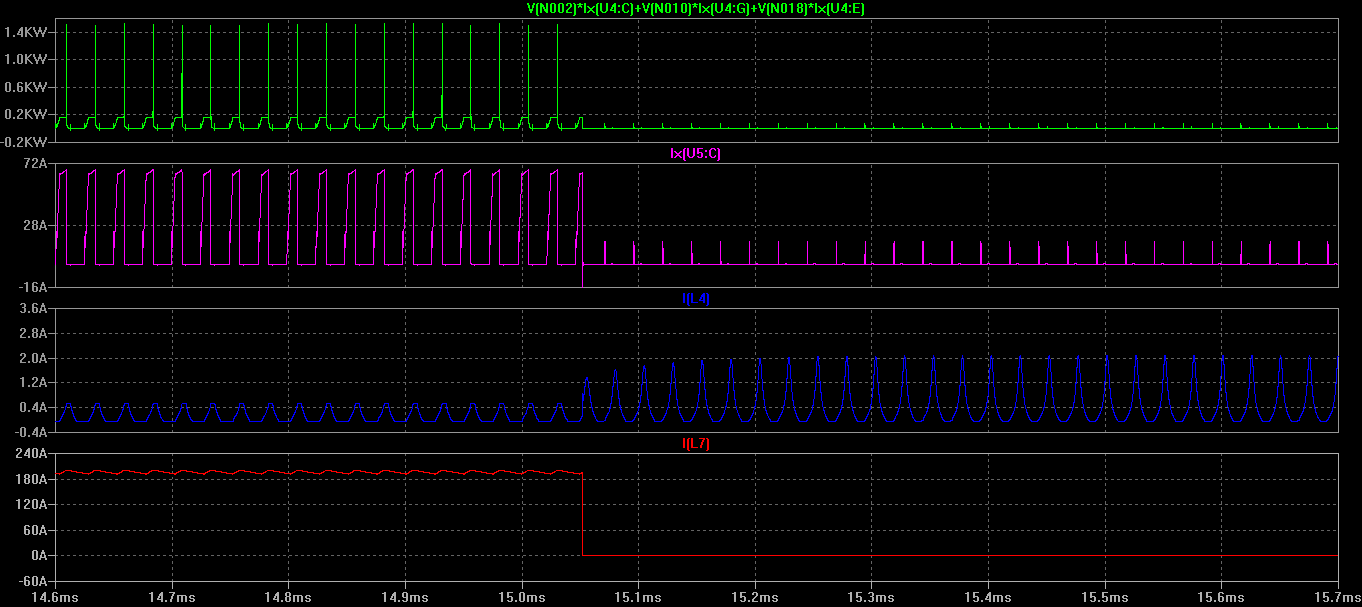 V(N002)*Ix(U4:C)+V(N010)*Ix(U4:G)+V(N018)*Ix(U4:E)
1.4KW
1.0KW
0.6KW
0.2KW
-0.2KW
Ix(U5:C)
72A
28A
-16A
I(L4)
3.6A
2.8A
2.0A
1.2A
0.4A
-0.4A
I(L7)
240A
180A
120A
60A
0A
-60A
14.6ms 14.7ms 14.8ms 14.9ms 15.0ms 15.1ms 15.2ms 15.3ms 15.4ms 15.5ms 15.6ms 15.7ms